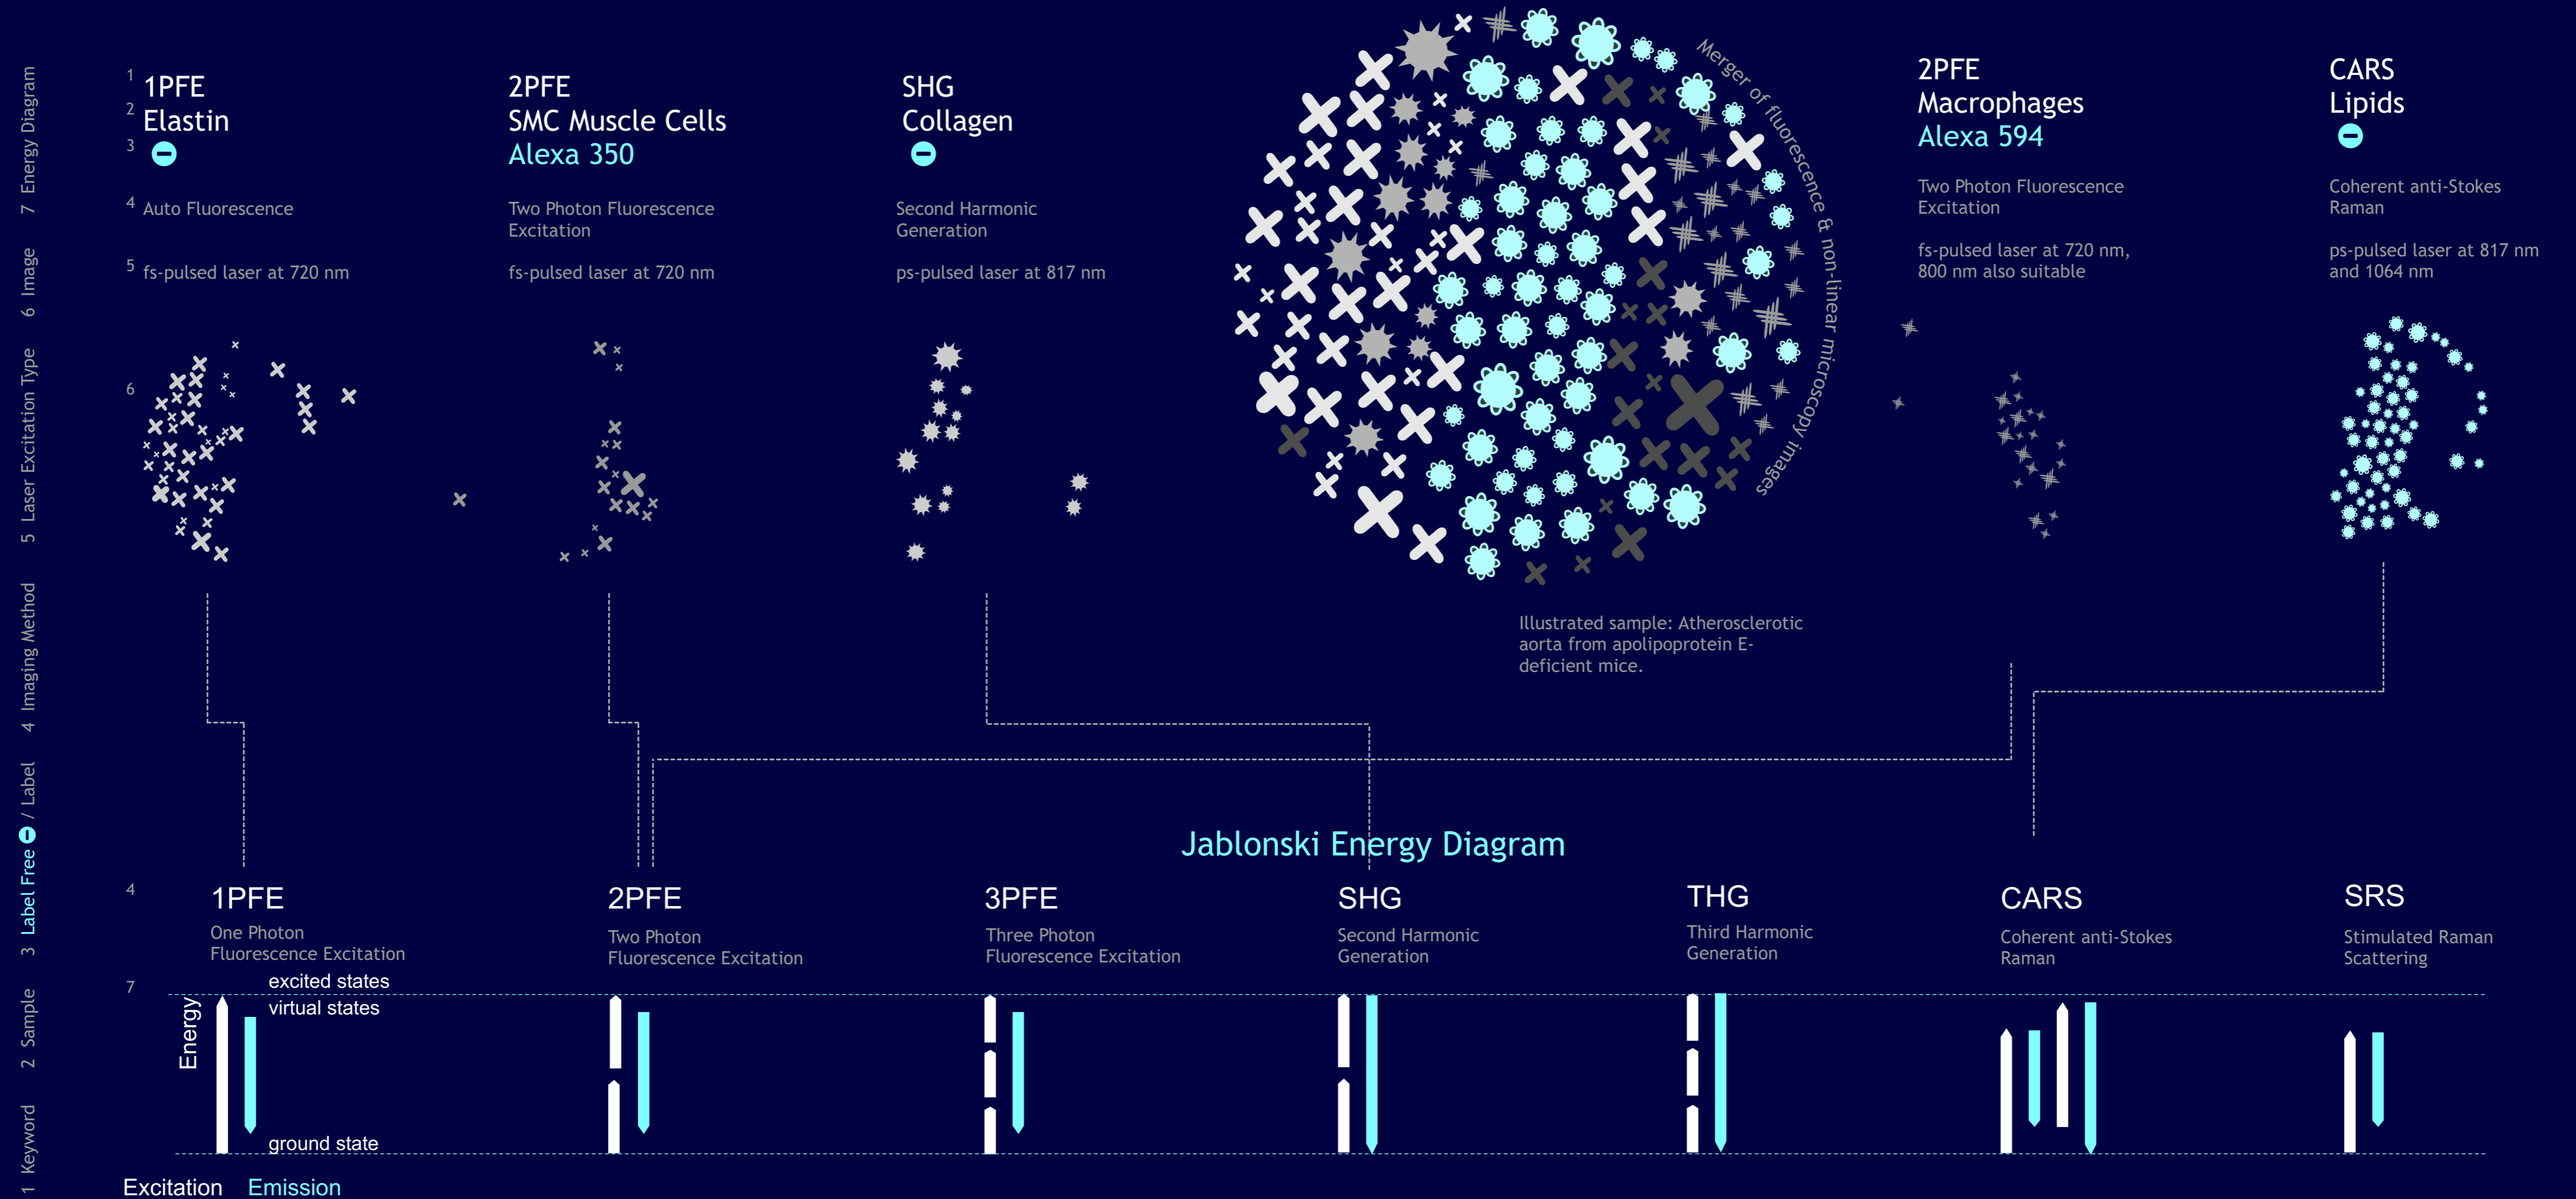 1 Keyword 2 Sample 3 Label Free / Label 4 Imaging Method 5 Laser Excitation Type 6 Image 7 Energy Diagram
1
2
3
4
5
6
1PFE
Elastin
Auto Fluorescence
fs-pulsed laser at 720 nm
2PFE
SMC Muscle Cells
Alexa 350
Two Photon Fluorescence
Excitation
fs-pulsed laser at 720 nm
SHG
Collagen
Second Harmonic
Generation
ps-pulsed laser at 817 nm
Merger of fluorescence & non-linear microscopy images
Illustrated sample: Atherosclerotic
aorta from apolipoprotein E-
deficient mice.
2PFE
Macrophages
Alexa 594
Two Photon Fluorescence
Excitation
fs-pulsed laser at 720 nm,
800 nm also suitable
CARS
Lipids
Coherent anti-Stokes
Raman
ps-pulsed laser at 817 nm
and 1064 nm
Jablonski Energy Diagram
4
1PFE
One Photon
Fluorescence Excitation
2PFE
Two Photon
Fluorescence Excitation
3PFE
Three Photon
Fluorescence Excitation
SHG
Second Harmonic
Generation
THG
Third Harmonic
Generation
CARS
Coherent anti-Stokes
Raman
SRS
Stimulated Raman
Scattering
7
Energy
excited states
virtual states
ground state
Excitation Emission